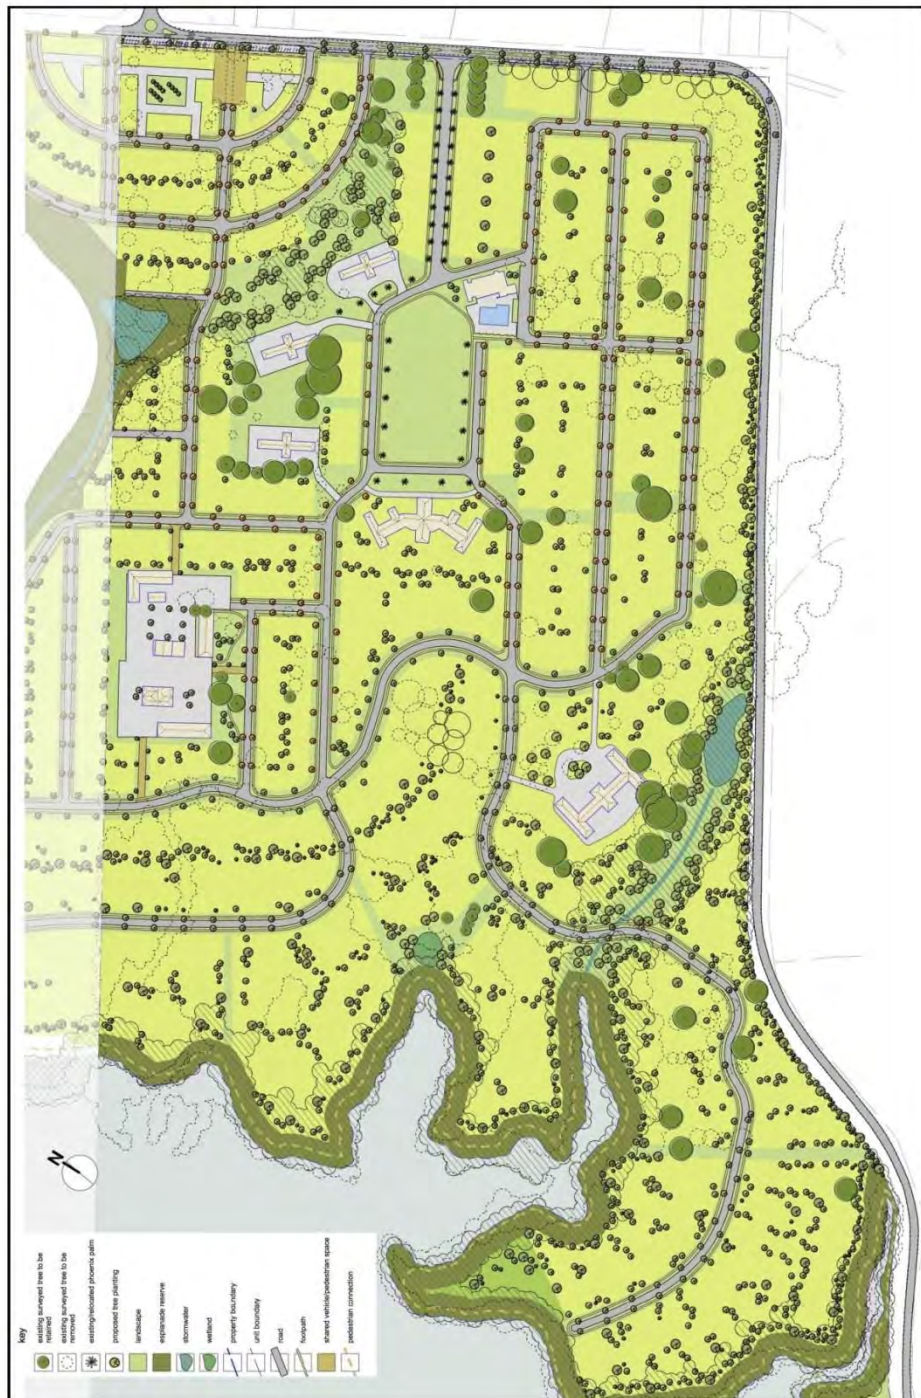 key
existing surveyed tree to be
retained
existing surveyed tree to be
removed
existing/relocated phoenix palm
proposed tree planting
landscape
esplanade reserve
stormwater
wetland
property boundary
unit boundary
road
footpath
shared vehicle/pedestrian space
pedestrian connection
N